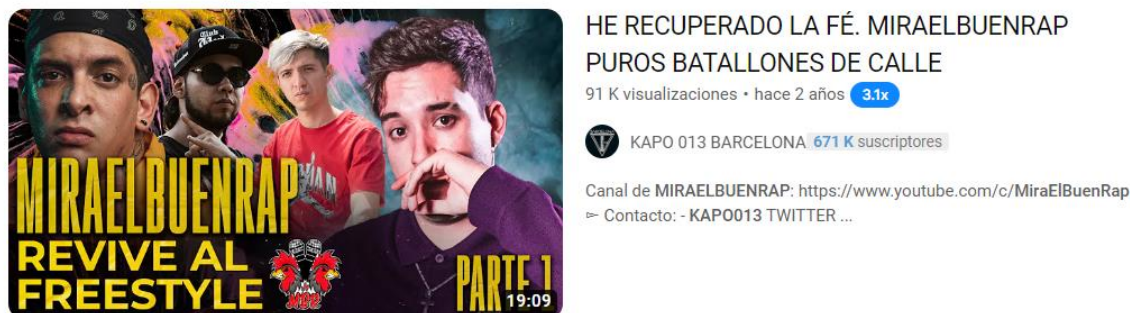 MIRAELBUENRAP
REVIVE AL
FREESTYLE
MBR
PARTE 1
19:09
HE RECUPERADO LA FÉ. MIRAELBUENRAP
PUROS BATALLONES DE CALLE
91 K visualizaciones • hace 2 años 3.1x
KAPO 013 BARCELONA 671 K suscriptores
Canal de MIRAELBUENRAP: https://www.youtube.com/c/MiraElBuenRap
► Contacto: - KAPO013 TWITTER ...